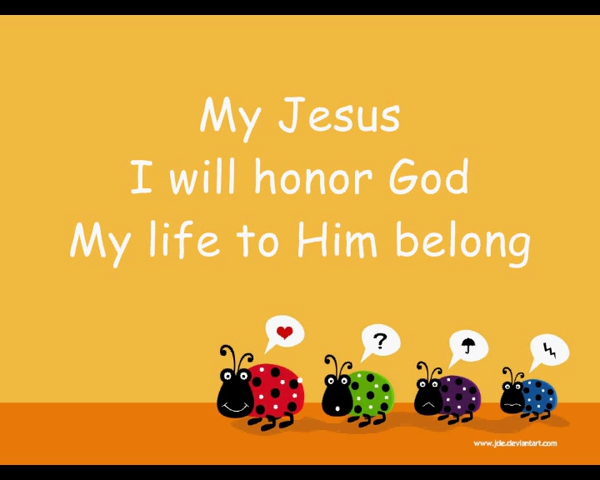 My Jesus
I will honor God
My life to Him belong
?
www.jde.deviantart.com